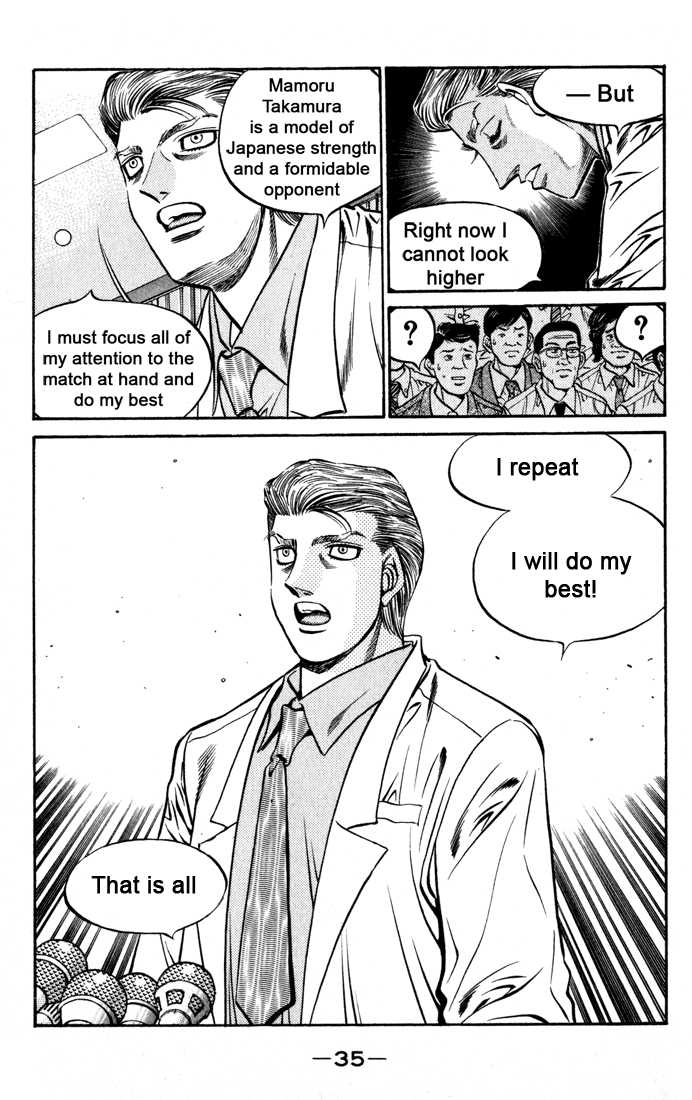 — But
Right now I
cannot look
higher
?
?
Mamoru
Takamura
is a model of
Japanese strength
and a formidable
opponent
I must focus all of
my attention to the
match at hand and
do my best
I repeat
I will do my
best!
That is all
—35—